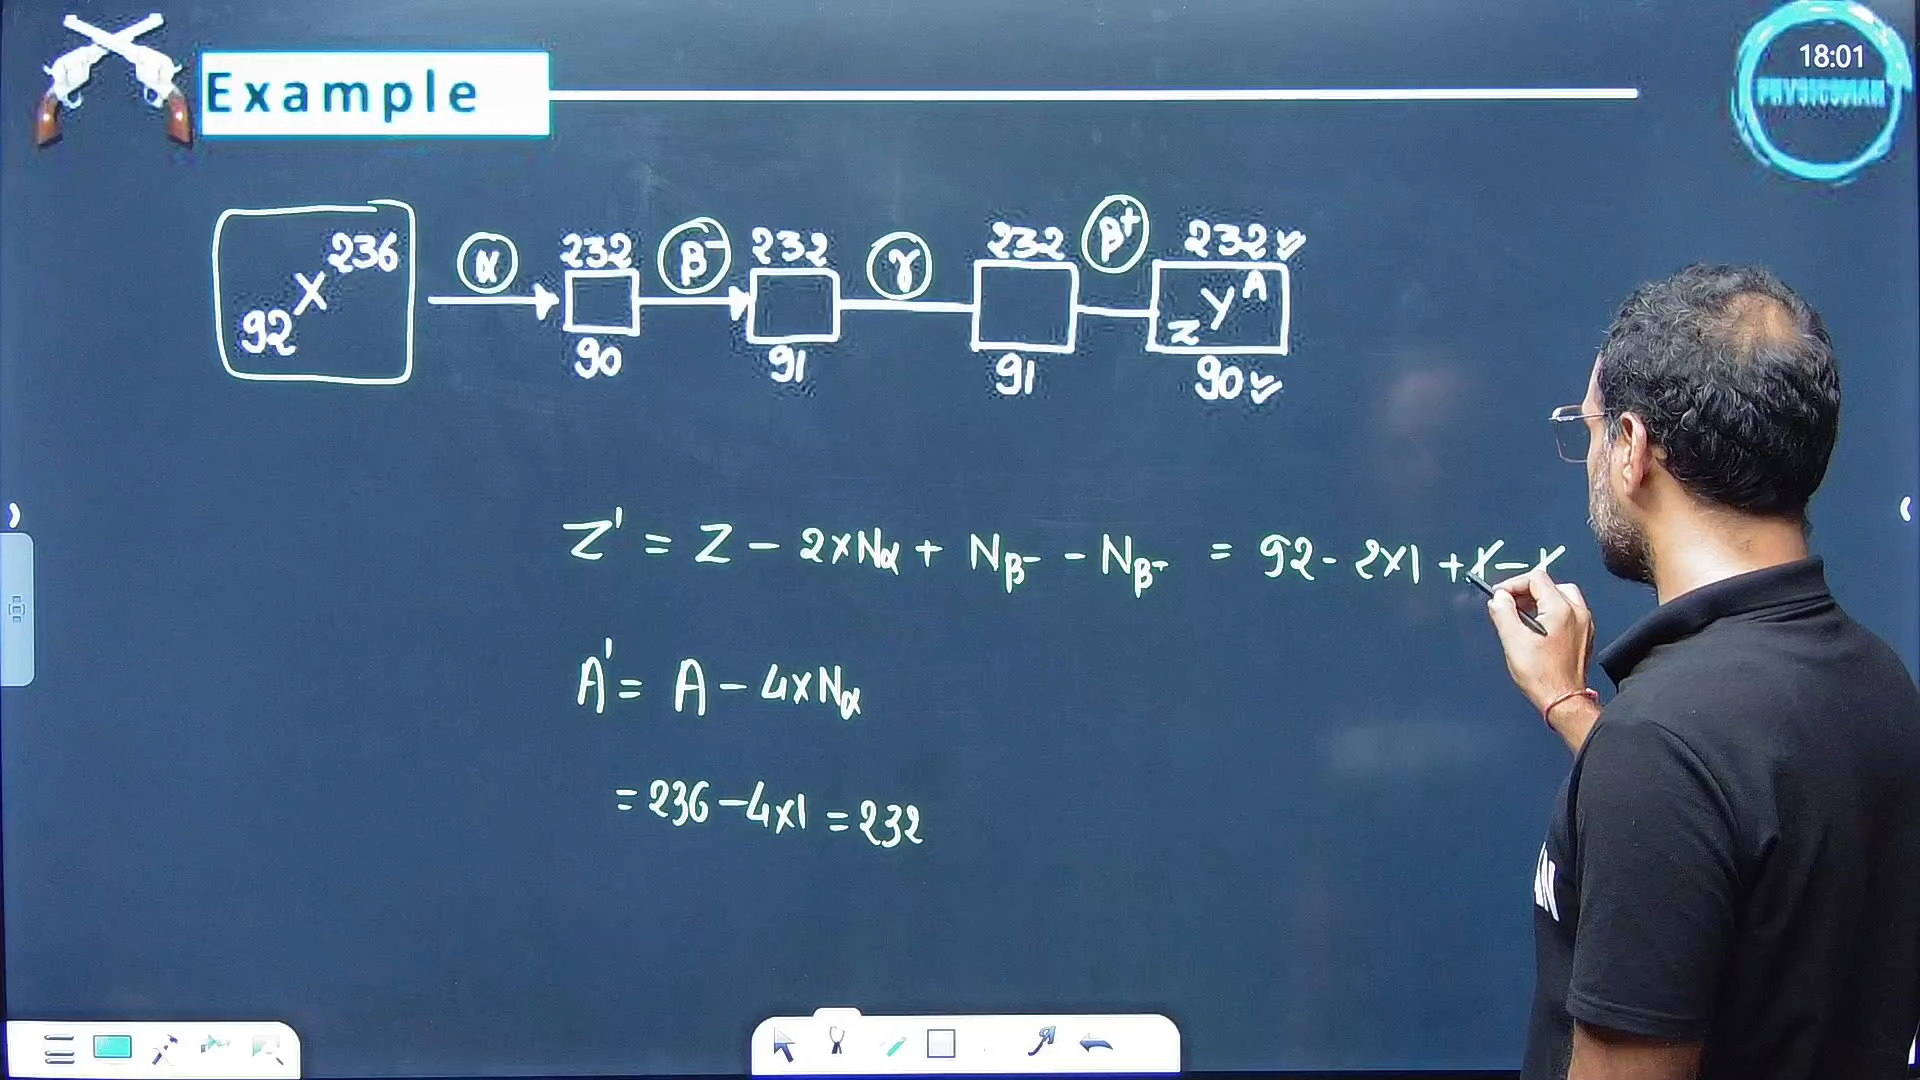 Example
18:01
PHYSICSMAN
236 α 232 β⁻ 232 γ 232 β⁺ 232 ✓
X Y A
92 90 91 91 Z 90 ✓
Z' = Z - 2×Nα + Nβ⁻ - Nβ⁺ = 92 - 2×1 + 1 - 1
A' = A - 4×Nα
= 236 - 4×1 = 232